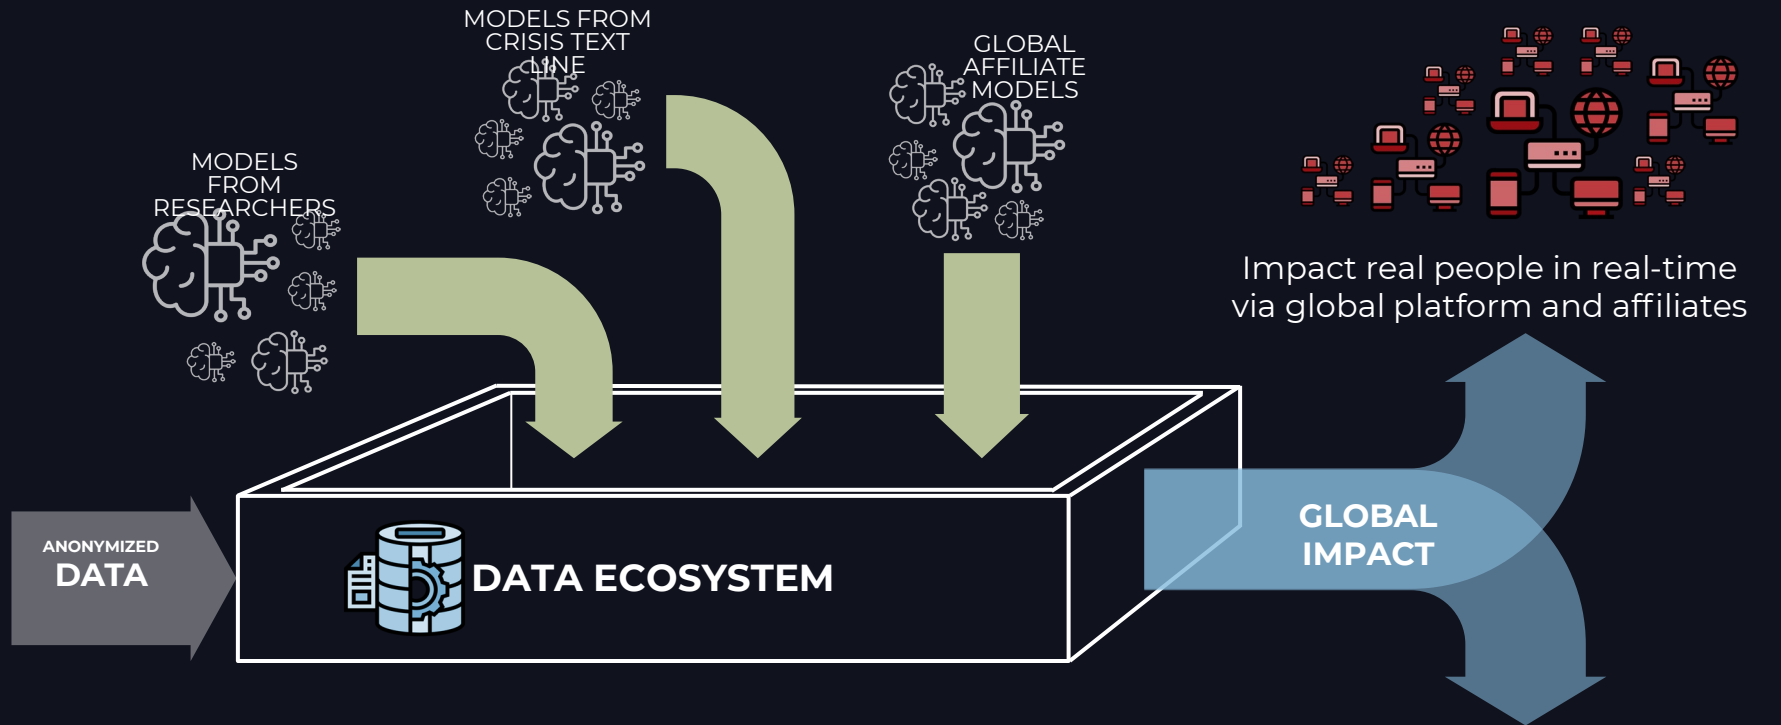 MODELS FROM
CRISIS TEXT
LINE
GLOBAL
AFFILIATE
MODELS
MODELS
FROM
RESEARCHERS
Impact real people in real-time
via global platform and affiliates
ANONYMIZED
DATA
DATA ECOSYSTEM
GLOBAL
IMPACT